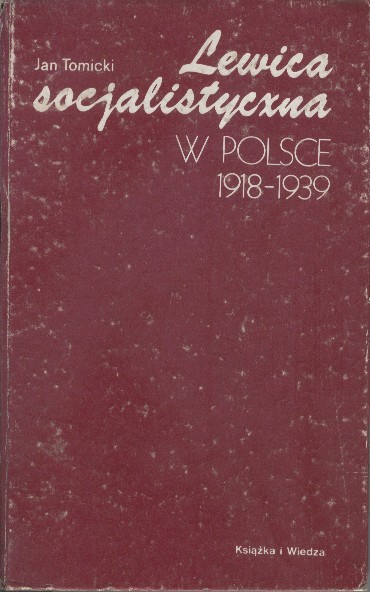 Jan Tomicki
Lewica
socjalistyczna
W POLSCE
1918-1939
Książka i Wiedza